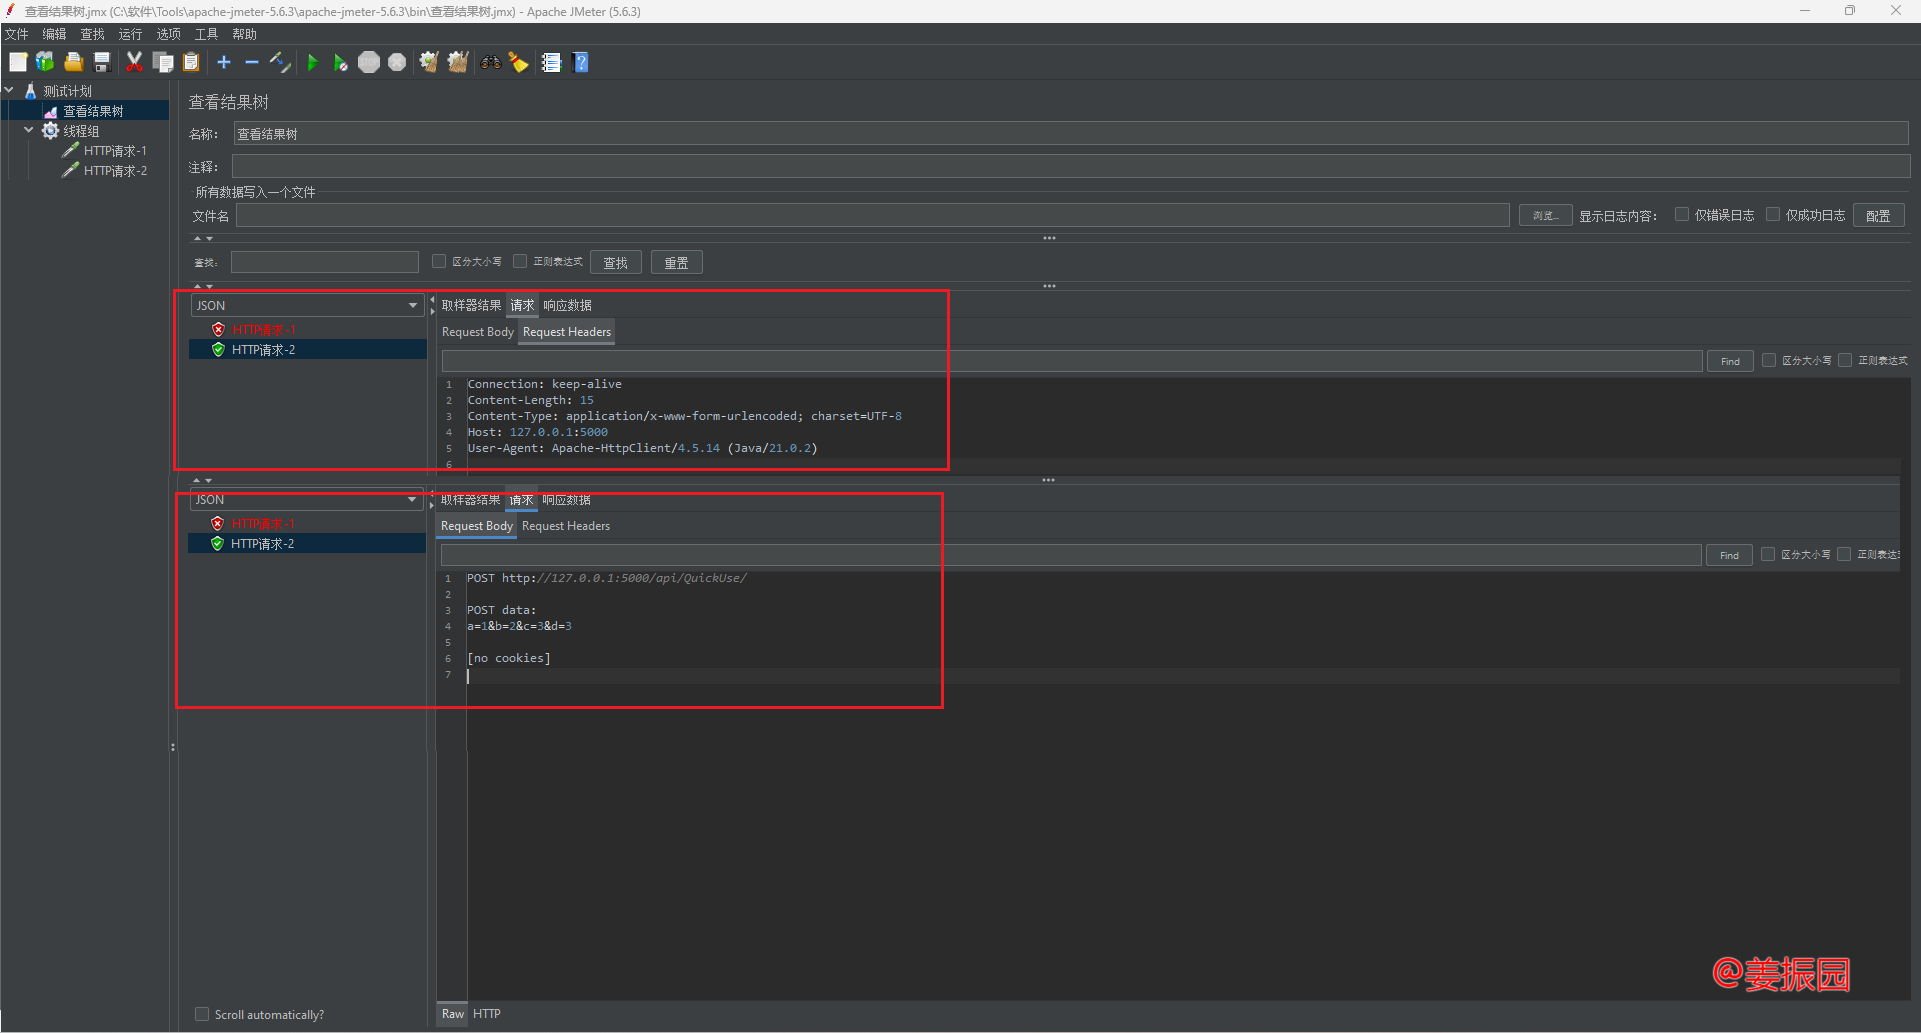 查看结果树.jmx (C:\软件\Tools\apache-jmeter-5.6.3\apache-jmeter-5.6.3\bin\查看结果树.jmx) - Apache JMeter (5.6.3)
文件 编辑 查找 运行 选项 工具 帮助
测试计划
查看结果树
线程组
HTTP请求-1
HTTP请求-2
查看结果树
名称： 查看结果树
注释：
所有数据写入一个文件
文件名 浏览... 显示日志内容： 仅错误日志 仅成功日志 配置
查找： 区分大小写 正则表达式 查找 重置
JSON
HTTP请求-1
HTTP请求-2
取样器结果 请求 响应数据
Request Body Request Headers
Find 区分大小写 正则表达式
1 Connection: keep-alive
2 Content-Length: 15
3 Content-Type: application/x-www-form-urlencoded; charset=UTF-8
4 Host: 127.0.0.1:5000
5 User-Agent: Apache-HttpClient/4.5.14 (Java/21.0.2)
6
JSON
HTTP请求-1
HTTP请求-2
取样器结果 请求 响应数据
Request Body Request Headers
Find 区分大小写 正则表达
1 POST http://127.0.0.1:5000/api/QuickUse/
2
3 POST data:
4 a=1&b=2&c=3&d=3
5
6 [no cookies]
7
@姜振园
Scroll automatically?
Raw HTTP